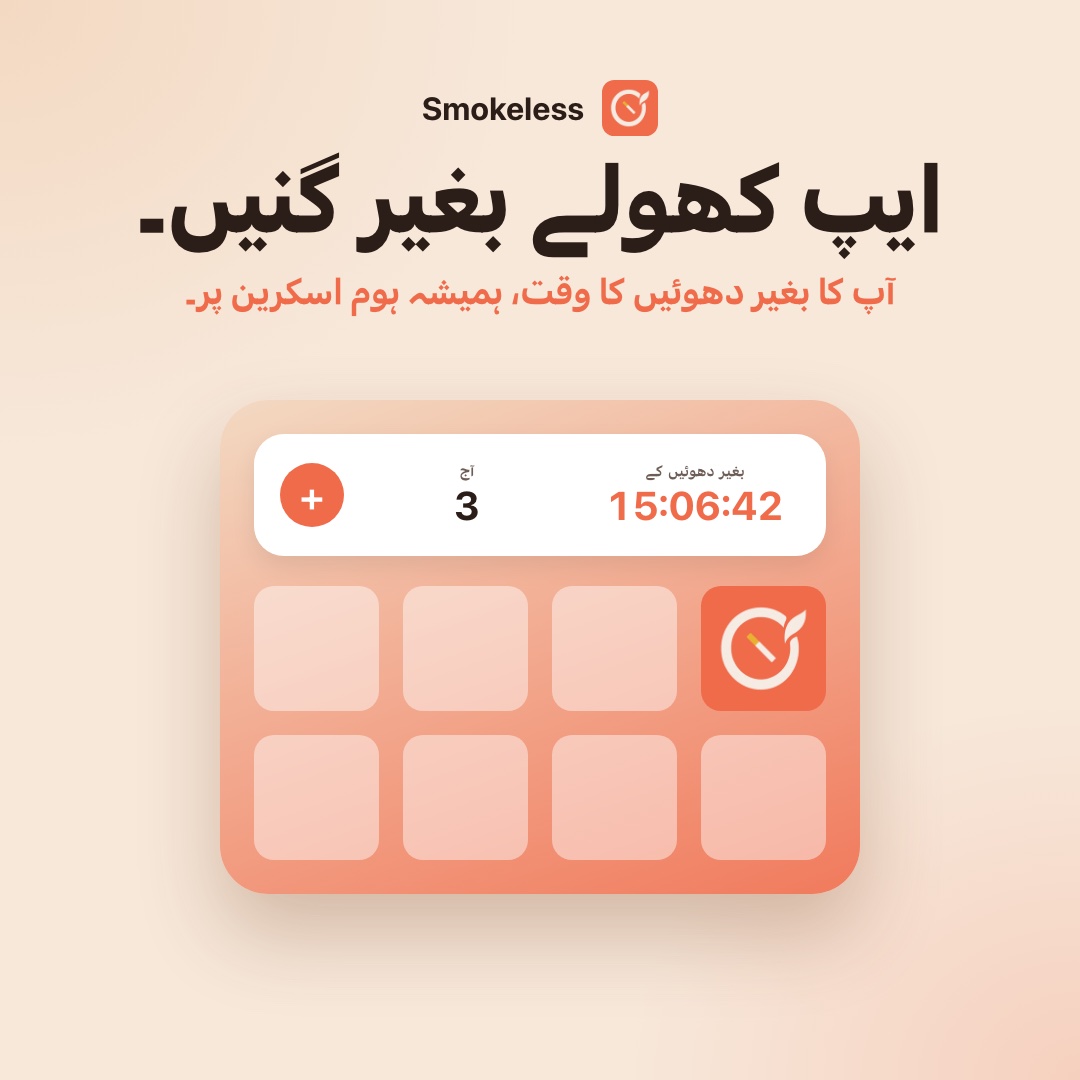 Smokeless
ایپ کھولے بغیر گنیں۔
آپ کا بغیر دھوئیں کا وقت، ہمیشہ ہوم اسکرین پر۔
بغیر دھوئیں کے
15:06:42
آج
3
+